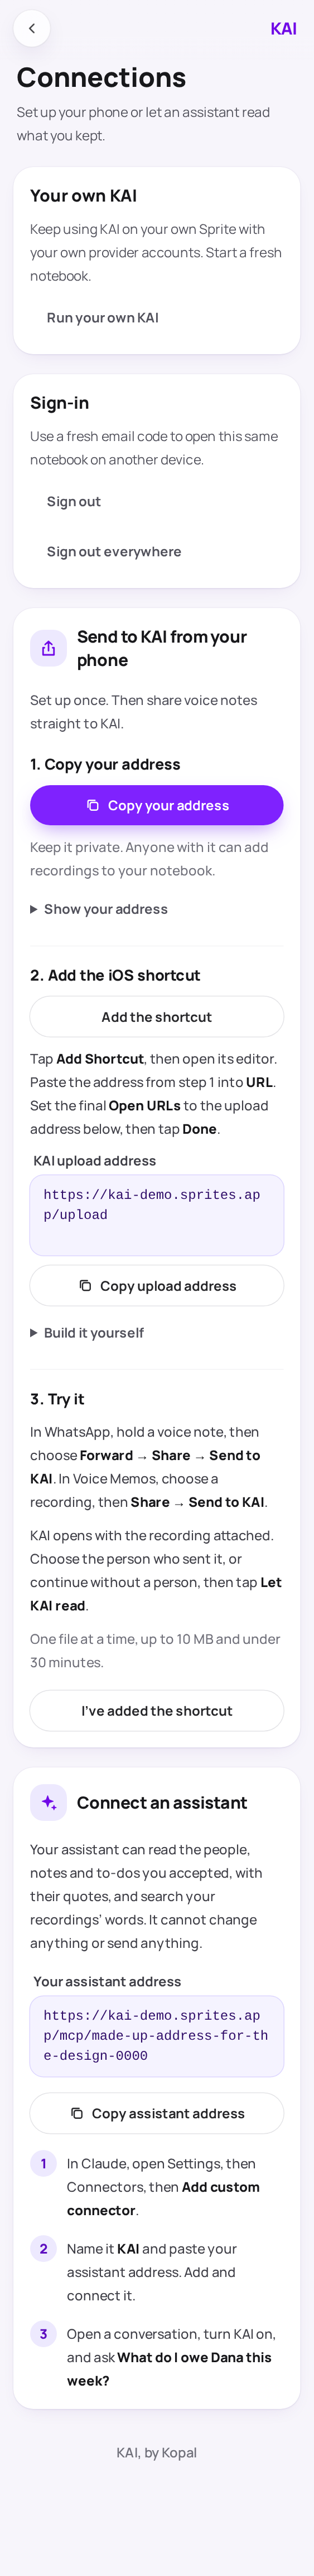 KAI
Connections
Set up your phone or let an assistant read
what you kept.
Your own KAI
Keep using KAI on your own Sprite with
your own provider accounts. Start a fresh
notebook.
Run your own KAI
Sign-in
Use a fresh email code to open this same
notebook on another device.
Sign out
Sign out everywhere
Send to KAI from your
phone
Set up once. Then share voice notes
straight to KAI.
1. Copy your address
Copy your address
Keep it private. Anyone with it can add
recordings to your notebook.
Show your address
2. Add the iOS shortcut
Add the shortcut
Tap Add Shortcut, then open its editor.
Paste the address from step 1 into URL.
Set the final Open URLs to the upload
address below, then tap Done.
KAI upload address
https://kai-demo.sprites.ap
p/upload
Copy upload address
Build it yourself
3. Try it
In WhatsApp, hold a voice note, then
choose Forward → Share → Send to
KAI. In Voice Memos, choose a
recording, then Share → Send to KAI.
KAI opens with the recording attached.
Choose the person who sent it, or
continue without a person, then tap Let
KAI read.
One file at a time, up to 10 MB and under
30 minutes.
I've added the shortcut
Connect an assistant
Your assistant can read the people,
notes and to-dos you accepted, with
their quotes, and search your
recordings’ words. It cannot change
anything or send anything.
Your assistant address
https://kai-demo.sprites.ap
p/mcp/made-up-address-for-th
e-design-0000
Copy assistant address
1 In Claude, open Settings, then
Connectors, then Add custom
connector.
2 Name it KAI and paste your
assistant address. Add and
connect it.
3 Open a conversation, turn KAI on,
and ask What do I owe Dana this
week?
KAI, by Kopal